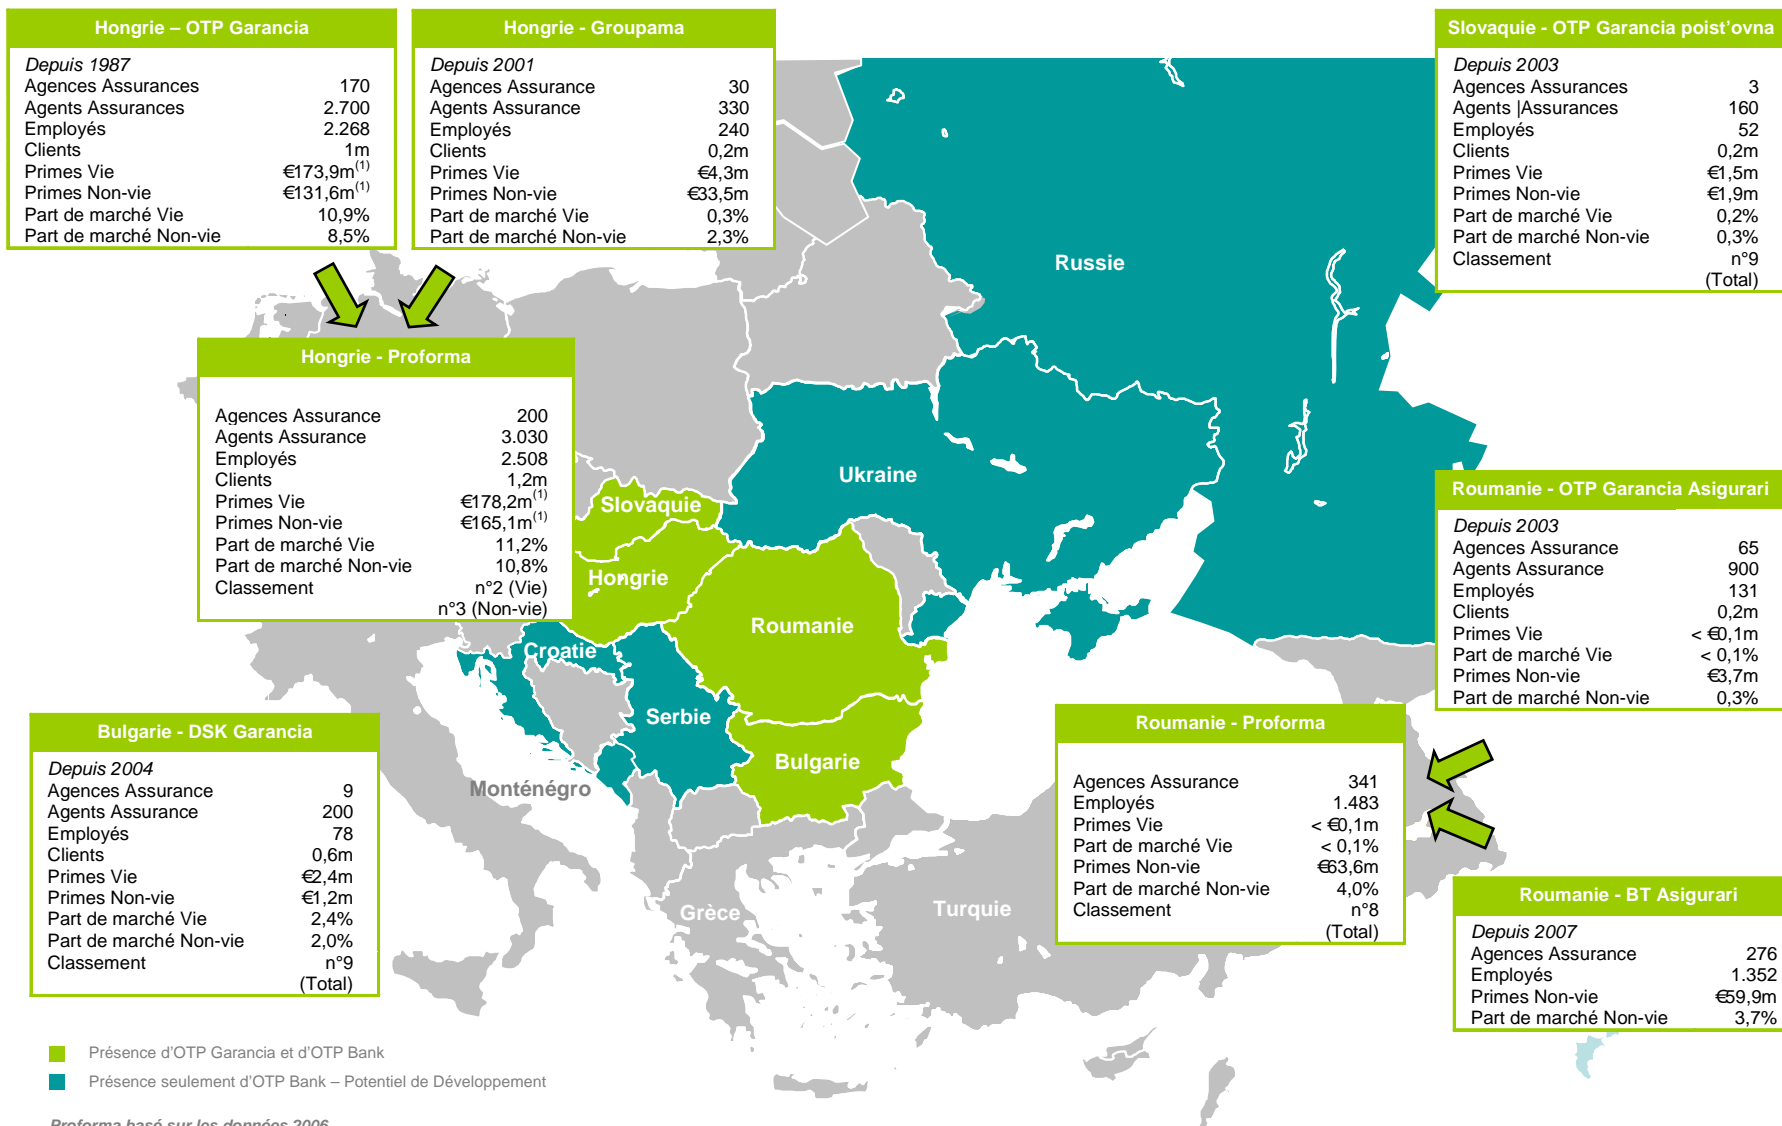 Hongrie – OTP Garancia
Depuis 1987
Agences Assurances 170
Agents Assurances 2.700
Employés 2.268
Clients 1m
Primes Vie €173,9m(1)
Primes Non-vie €131,6m(1)
Part de marché Vie 10,9%
Part de marché Non-vie 8,5%
Hongrie - Groupama
Depuis 2001
Agences Assurance 30
Agents Assurance 330
Employés 240
Clients 0,2m
Primes Vie €4,3m
Primes Non-vie €33,5m
Part de marché Vie 0,3%
Part de marché Non-vie 2,3%
Slovaquie - OTP Garancia poist'ovna
Depuis 2003
Agences Assurances 3
Agents |Assurances 160
Employés 52
Clients 0,2m
Primes Vie €1,5m
Primes Non-vie €1,9m
Part de marché Vie 0,2%
Part de marché Non-vie 0,3%
Classement n°9
(Total)
Hongrie - Proforma
Agences Assurance 200
Agents Assurance 3.030
Employés 2.508
Clients 1,2m
Primes Vie €178,2m(1)
Primes Non-vie €165,1m(1)
Part de marché Vie 11,2%
Part de marché Non-vie 10,8%
Classement n°2 (Vie)
n°3 (Non-vie)
Russie
Ukraine
Slovaquie
Hongrie
Roumanie
Croatie
Serbie
Bulgarie
Monténégro
Grèce
Turquie
Roumanie - OTP Garancia Asigurari
Depuis 2003
Agences Assurance 65
Agents Assurance 900
Employés 131
Clients 0,2m
Primes Vie < €0,1m
Part de marché Vie < 0,1%
Primes Non-vie €3,7m
Part de marché Non-vie 0,3%
Bulgarie - DSK Garancia
Depuis 2004
Agences Assurance 9
Agents Assurance 200
Employés 78
Clients 0,6m
Primes Vie €2,4m
Primes Non-vie €1,2m
Part de marché Vie 2,4%
Part de marché Non-vie 2,0%
Classement n°9
(Total)
Roumanie - Proforma
Agences Assurance 341
Employés 1.483
Primes Vie < €0,1m
Part de marché Vie < 0,1%
Primes Non-vie €63,6m
Part de marché Non-vie 4,0%
Classement n°8
(Total)
Roumanie - BT Asigurari
Depuis 2007
Agences Assurance 276
Employés 1.352
Primes Non-vie €59,9m
Part de marché Non-vie 3,7%
Présence d'OTP Garancia et d'OTP Bank
Présence seulement d'OTP Bank – Potentiel de Développement
Proforma basé sur les données 2006